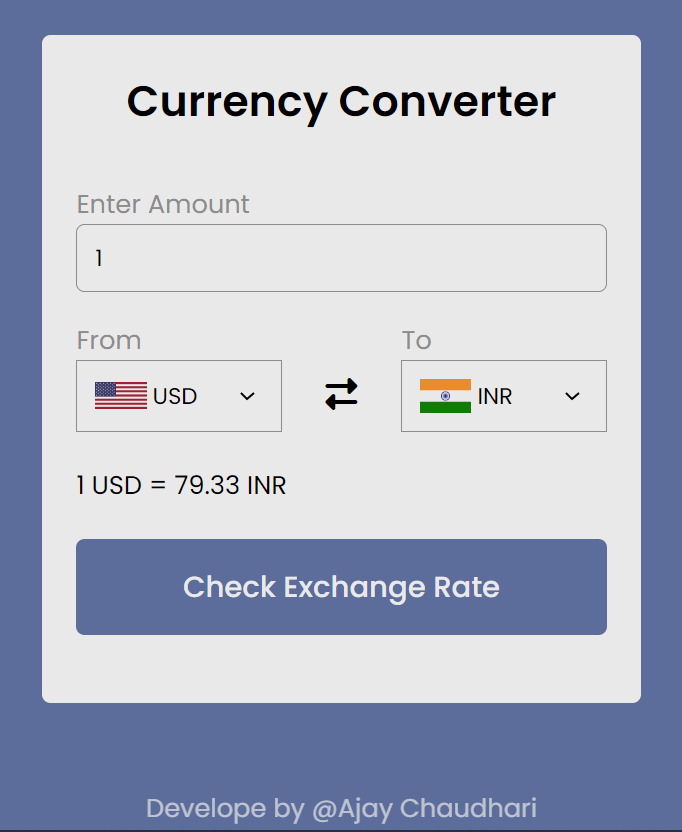 Currency Converter
Enter Amount
1
From To
USD INR
1 USD = 79.33 INR
Check Exchange Rate
Develope by @Ajay Chaudhari